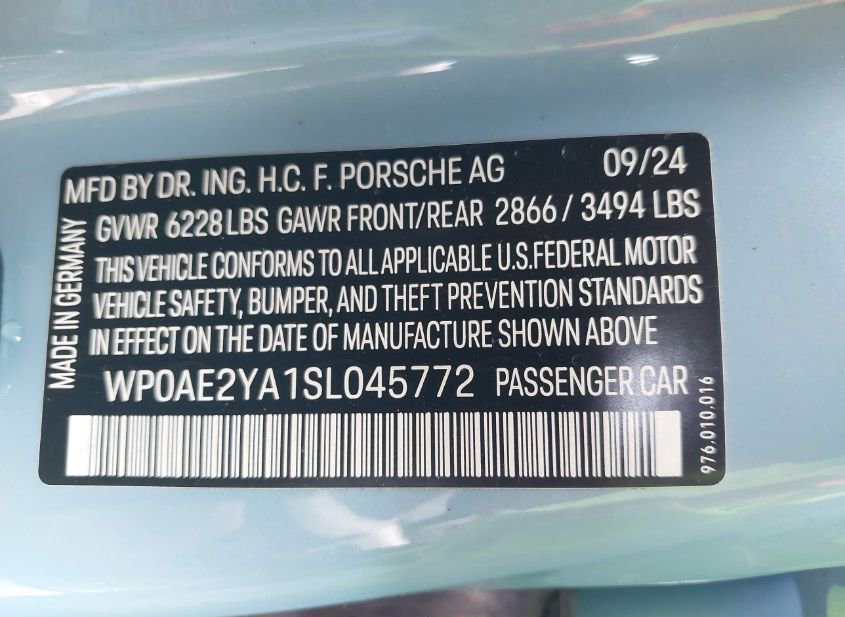 MFD BY DR. ING. H.C. F. PORSCHE AG 09/24
GVWR 6228 LBS GAWR FRONT/REAR 2866 / 3494 LBS
THIS VEHICLE CONFORMS TO ALL APPLICABLE U.S.FEDERAL MOTOR
VEHICLE SAFETY, BUMPER, AND THEFT PREVENTION STANDARDS
IN EFFECT ON THE DATE OF MANUFACTURE SHOWN ABOVE
WP0AE2YA1SL045772 PASSENGER CAR
MADE IN GERMANY
976.010.016